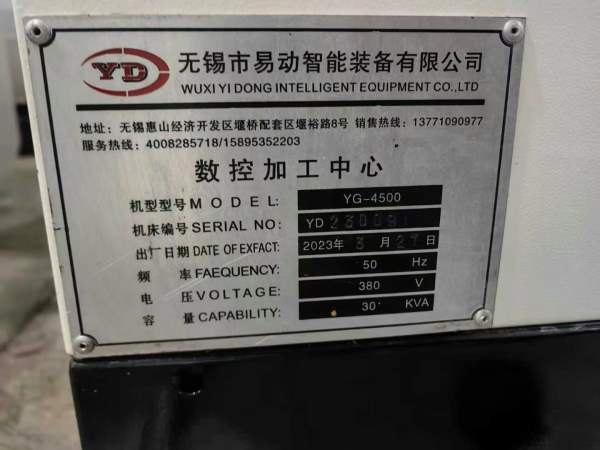 YD 无锡市易动智能装备有限公司
WUXI YI DONG INTELLIGENT EQUIPMENT CO.,LTD
地址：无锡惠山经济开发区堰桥配套区堰裕路8号 销售热线：13771090977
服务热线：4008285718/15895352203
数控加工中心
机型型号MODEL: YG-4500
机床编号SERIAL NO: YD 230091
出厂日期DATE OF EXFACT: 2023年 3 月 27 日
频 率FAEQUENCY: 50 Hz
电 压VOLTAGE: 380 V
容 量CAPABILITY: 30 KVA